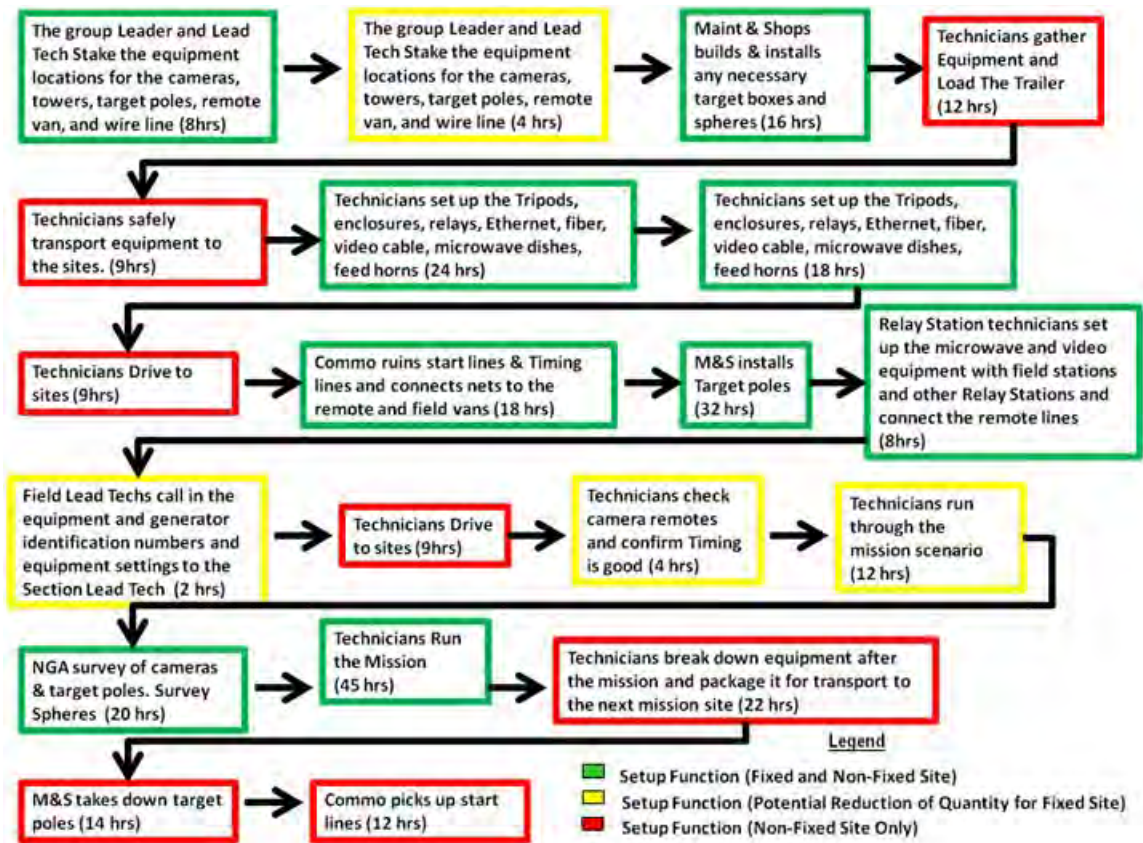 The group Leader and Lead
Tech Stake the equipment
locations for the cameras,
towers, target poles, remote
van, and wire line (8hrs)
The group Leader and Lead
Tech Stake the equipment
locations for the cameras,
towers, target poles, remote
van, and wire line (4 hrs)
Maint & Shops
builds & installs
any necessary
target boxes and
spheres (16 hrs)
Technicians gather
Equipment and
Load The Trailer
(12 hrs)
Technicians safely
transport equipment to
the sites. (9hrs)
Technicians set up the Tripods,
enclosures, relays, Ethernet, fiber,
video cable, microwave dishes,
feed horns (24 hrs)
Technicians set up the Tripods,
enclosures, relays, Ethernet, fiber,
video cable, microwave dishes,
feed horns (18 hrs)
Technicians Drive to
sites (9hrs)
Commo ruins start lines & Timing
lines and connects nets to the
remote and field vans (18 hrs)
M&S installs
Target poles
(32 hrs)
Relay Station technicians set
up the microwave and video
equipment with field stations
and other Relay Stations and
connect the remote lines
(8hrs)
Field Lead Techs call in the
equipment and generator
identification numbers and
equipment settings to the
Section Lead Tech (2 hrs)
Technicians Drive
to sites (9hrs)
Technicians check
camera remotes
and confirm Timing
is good (4 hrs)
Technicians run
through the
mission scenario
(12 hrs)
NGA survey of cameras
& target poles. Survey
Spheres (20 hrs)
Technicians Run
the Mission
(45 hrs)
Technicians break down equipment after
the mission and package it for transport to
the next mission site (22 hrs)
M&S takes down target
poles (14 hrs)
Commo picks up start
lines (12 hrs)
Legend
Setup Function (Fixed and Non-Fixed Site)
Setup Function (Potential Reduction of Quantity for Fixed Site)
Setup Function (Non-Fixed Site Only)